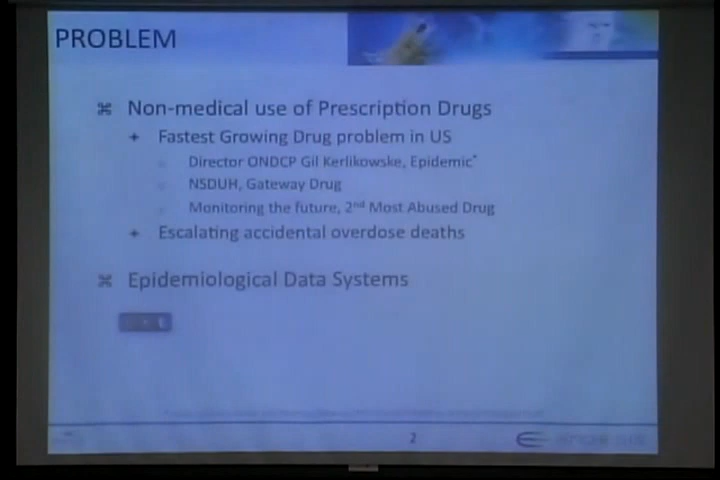 PROBLEM
⌘ Non-medical use of Prescription Drugs
+ Fastest Growing Drug problem in US
Director ONDCP Gil Kerlikowske, Epidemic*
NSDUH, Gateway Drug
Monitoring the future, 2nd Most Abused Drug
+ Escalating accidental overdose deaths
⌘ Epidemiological Data Systems
2